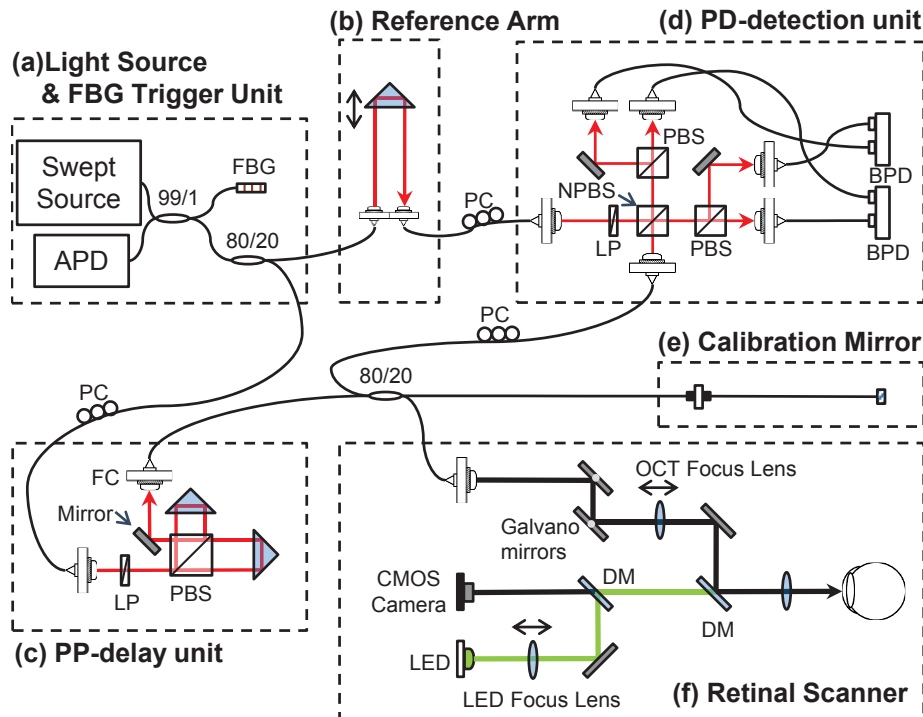 (a)Light Source
& FBG Trigger Unit
Swept
Source
APD
99/1
FBG
80/20
(b) Reference Arm
(d) PD-detection unit
PC
PBS
NPBS
LP
PBS
BPD
BPD
PC
PC
80/20
(e) Calibration Mirror
FC
Mirror
LP
PBS
(c) PP-delay unit
OCT Focus Lens
Galvano
mirrors
CMOS
Camera
DM
DM
LED
LED Focus Lens
(f) Retinal Scanner